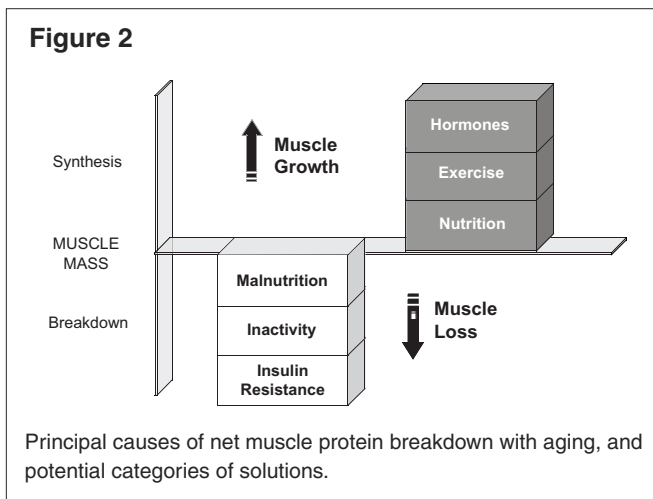 Figure 2
Synthesis
Muscle
Growth
Hormones
Exercise
Nutrition
MUSCLE
MASS
Malnutrition
Breakdown
Inactivity
Insulin
Resistance
Muscle
Loss
Principal causes of net muscle protein breakdown with aging, and
potential categories of solutions.